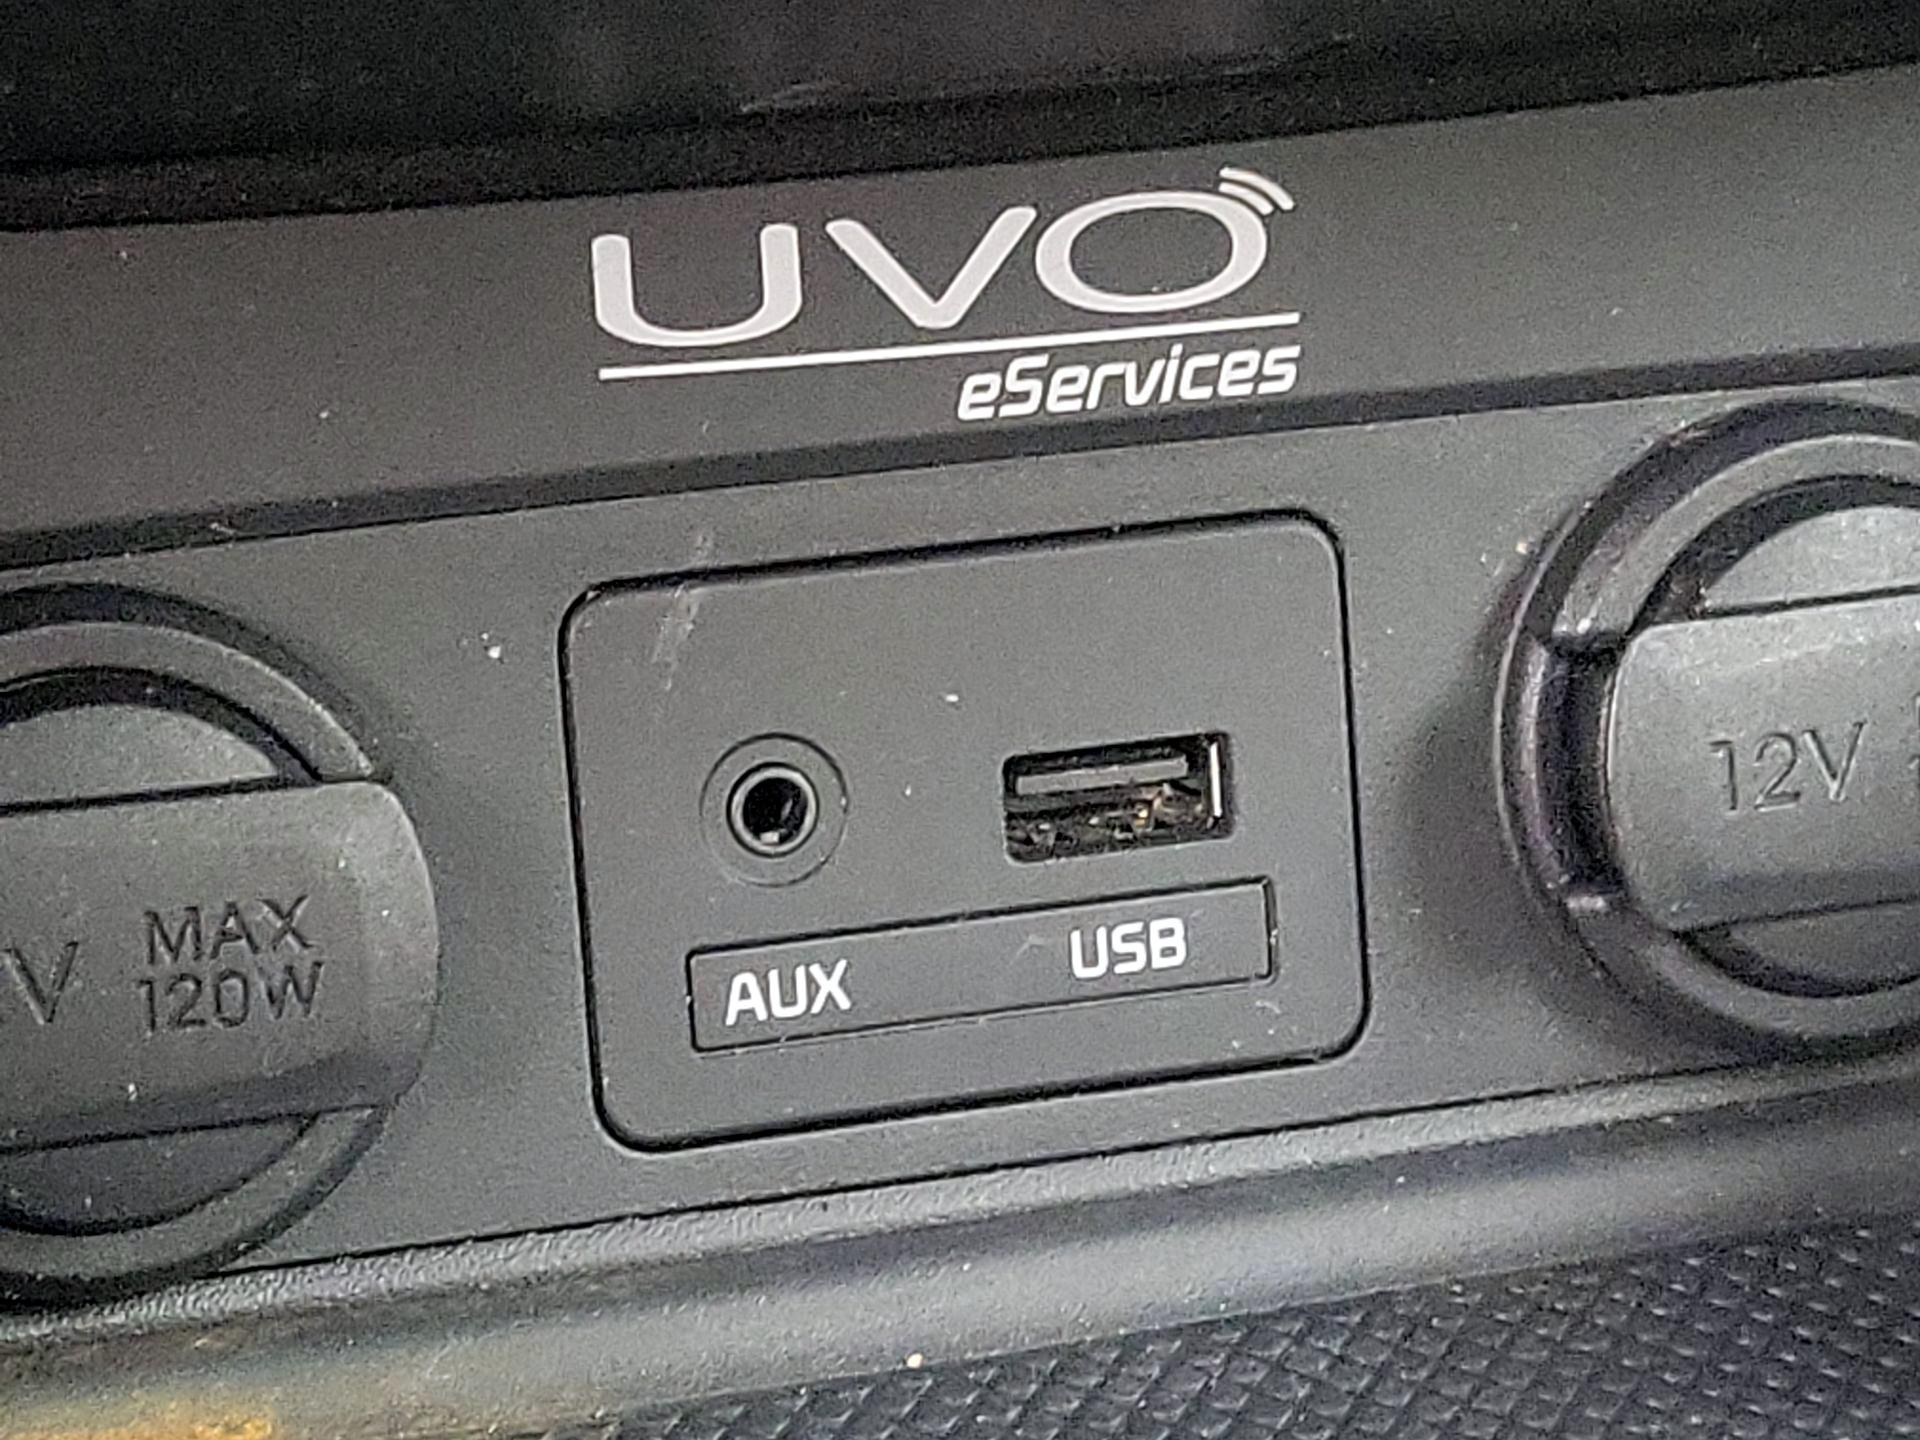 UVO
eServices
12V
V MAX
120W
AUX USB